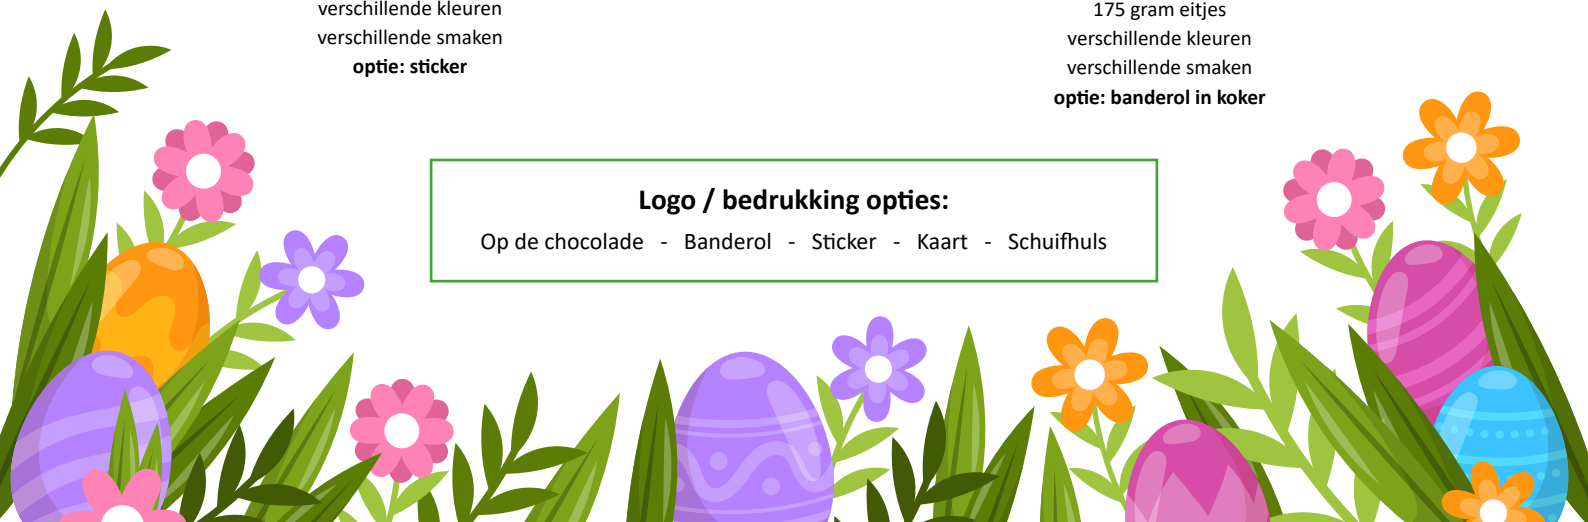 verschillende kleuren
verschillende smaken
optie: sticker
175 gram eitjes
verschillende kleuren
verschillende smaken
optie: banderol in koker
Logo / bedrukking opties:
Op de chocolade - Banderol - Sticker - Kaart - Schuifhuls